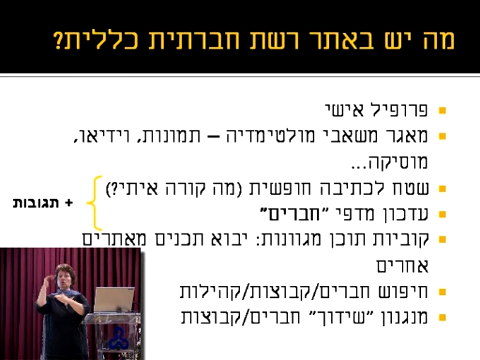 מה יש באתר רשת חברתית כללית?
פרופיל אישי
מאגר משאבי מולטימדיה – תמונות, וידיאו,
מוסיקה...
שטח לכתיבה חופשית (מה קורה איתי?)
עדכון מדפי "חברים"
+ תגובות
קוביות תוכן מגוונות: יבוא תכנים מאתרים
אחרים
חיפוש חברים/קבוצות/קהילות
מנגנון "שידוך" חברים/קבוצות